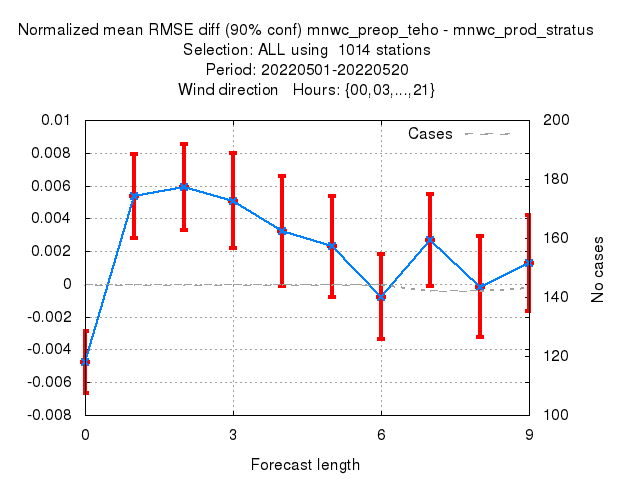 Normalized mean RMSE diff (90% conf) mnwc_preop_teho - mnwc_prod_stratus
Selection: ALL using  1014 stations
Period: 20220501-20220520
Wind direction   Hours: {00,03,...,21}
Cases
0.01
0.008
0.006
0.004
0.002
0
-0.002
-0.004
-0.006
-0.008
200
180
160
140
120
100
No cases
0
3
6
9
Forecast length